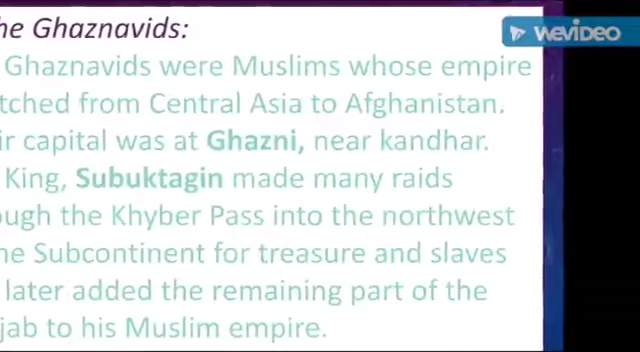 he Ghaznavids:
WEVIDEO
Ghaznavids were Muslims whose empire
tched from Central Asia to Afghanistan.
ir capital was at Ghazni, near kandhar.
King, Subuktagin made many raids
ough the Khyber Pass into the northwest
he Subcontinent for treasure and slaves
later added the remaining part of the
jab to his Muslim empire.